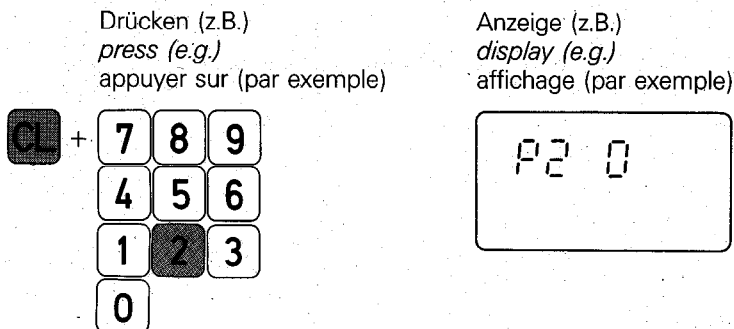 Drücken (z.B.)
press (e.g.)
appuyer sur (par exemple)
Anzeige (z.B.)
display (e.g.)
affichage (par exemple)
CL + 7 8 9
4 5 6
1 2 3
0
P2 0